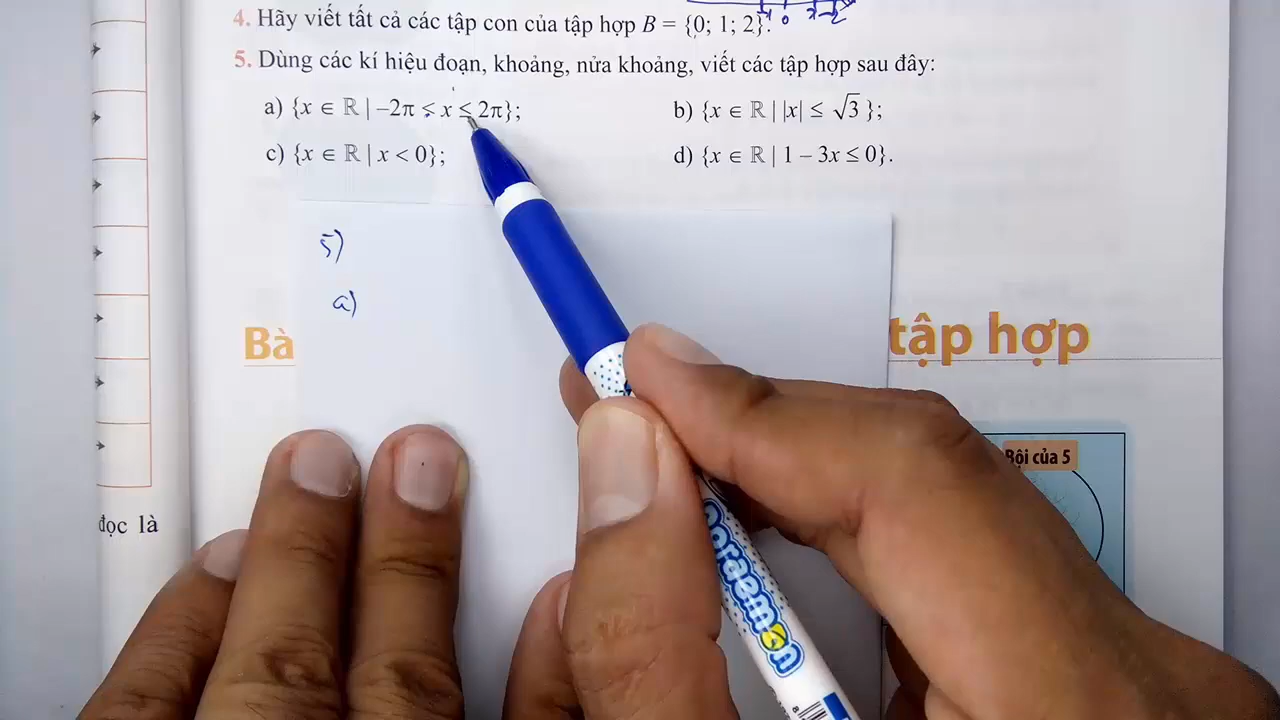 4. Hãy viết tất cả các tập con của tập hợp B = {0; 1; 2}.
5. Dùng các kí hiệu đoạn, khoảng, nửa khoảng, viết các tập hợp sau đây:
a) {x ∈ ℝ | −2π < x ≤ 2π};
b) {x ∈ ℝ | |x| ≤ √3};
c) {x ∈ ℝ | x < 0};
d) {x ∈ ℝ | 1 − 3x ≤ 0}.
5)
a)
Bà
tập hợp
Bội của 5
đọc là
Doraemon